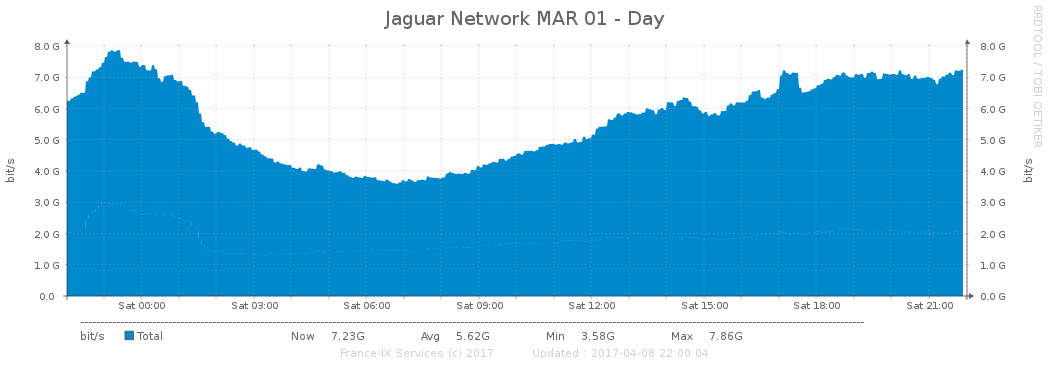 Jaguar Network MAR 01 - Day
RRDTOOL / TOBI OETIKER
bit/s
8.0 G
7.0 G
6.0 G
5.0 G
4.0 G
3.0 G
2.0 G
1.0 G
0.0
8.0 G
7.0 G
6.0 G
5.0 G
4.0 G
3.0 G
2.0 G
1.0 G
0.0 G
bit/s
Sat 00:00 Sat 03:00 Sat 06:00 Sat 09:00 Sat 12:00 Sat 15:00 Sat 18:00 Sat 21:00
bit/s Total Now 7.23G Avg 5.62G Min 3.58G Max 7.86G
France-IX Services (c) 2017 Updated : 2017-04-08 22:00:04